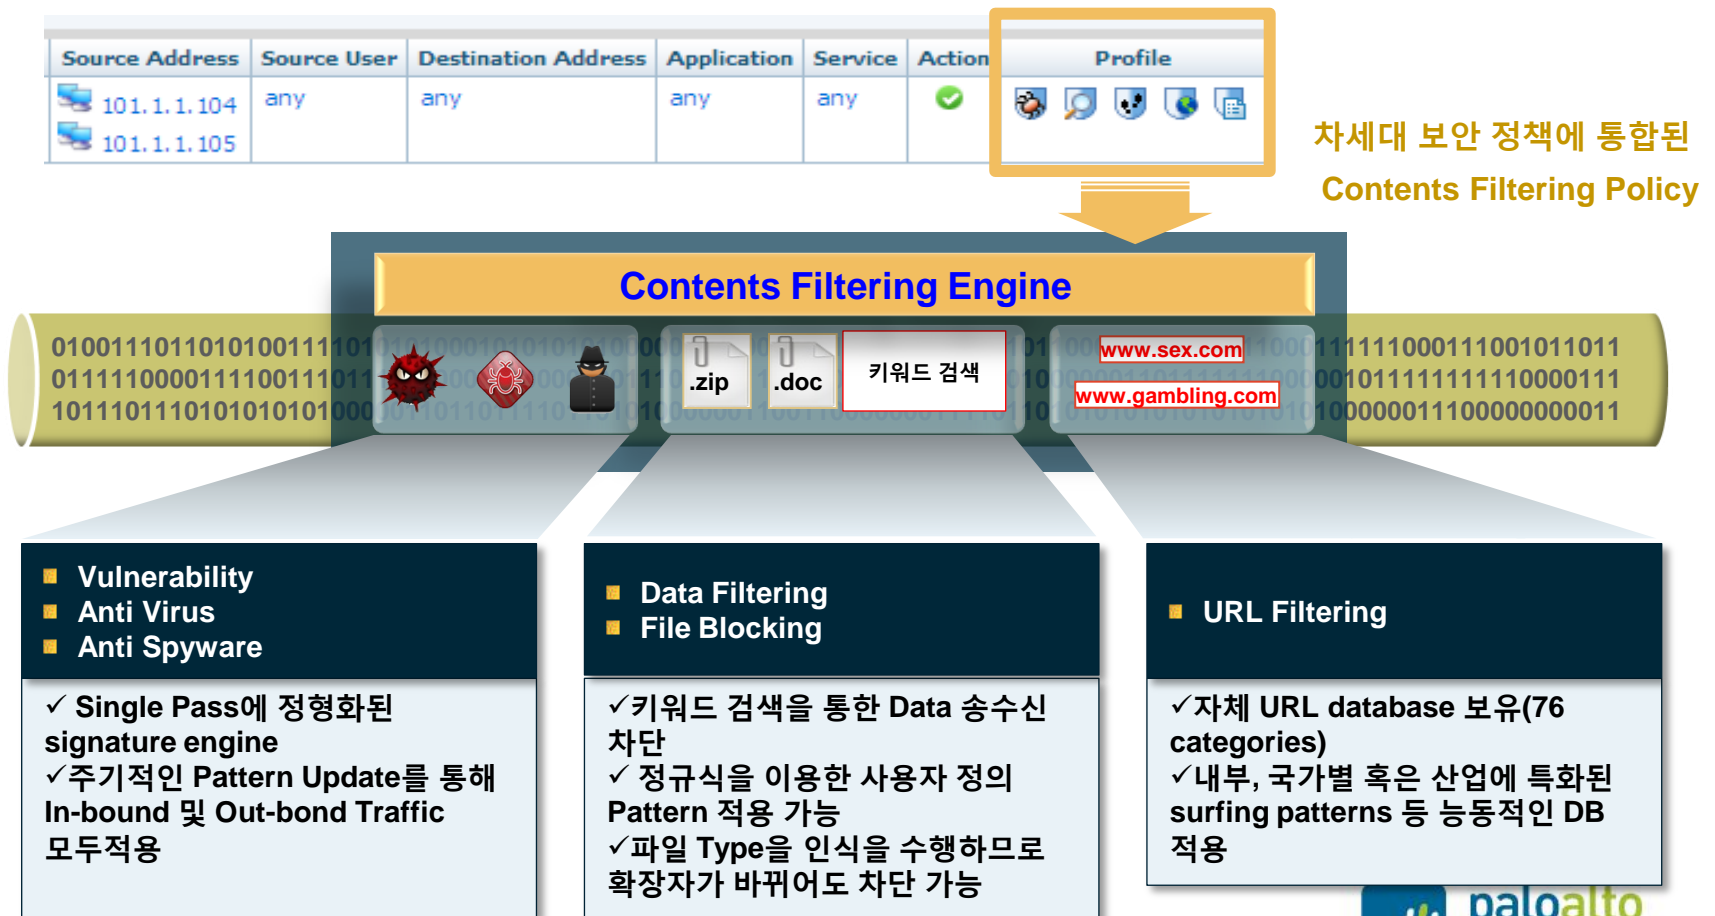 Source Address Source User Destination Address Application Service Action Profile
101.1.1.104 any any any any
101.1.1.105
차세대 보안 정책에 통합된
Contents Filtering Policy
Contents Filtering Engine
.zip
.doc
키워드 검색
www.sex.com
www.gambling.com
Vulnerability
Anti Virus
Anti Spyware
✓ Single Pass에 정형화된
signature engine
✓주기적인 Pattern Update를 통해
In-bound 및 Out-bond Traffic
모두적용
Data Filtering
File Blocking
✓키워드 검색을 통한 Data 송수신
차단
✓ 정규식을 이용한 사용자 정의
Pattern 적용 가능
✓파일 Type을 인식을 수행하므로
확장자가 바뀌어도 차단 가능
URL Filtering
✓자체 URL database 보유(76
categories)
✓내부, 국가별 혹은 산업에 특화된
surfing patterns 등 능동적인 DB
적용
paloalto